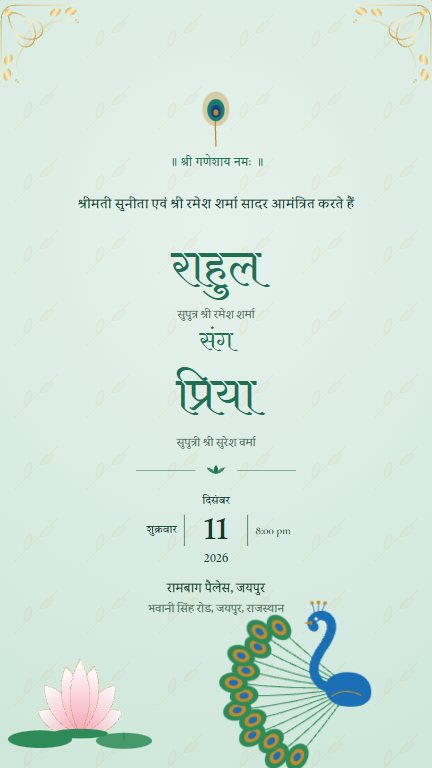 ॥ श्री गणेशाय नमः ॥
श्रीमती सुनीता एवं श्री रमेश शर्मा सादर आमंत्रित करते हैं
राहुल
सुपुत्र श्री रमेश शर्मा
संग
प्रिया
सुपुत्री श्री सुरेश वर्मा
दिसंबर
शुक्रवार 11 8:00 pm
2026
रामबाग पैलेस, जयपुर
भवानी सिंह रोड, जयपुर, राजस्थान